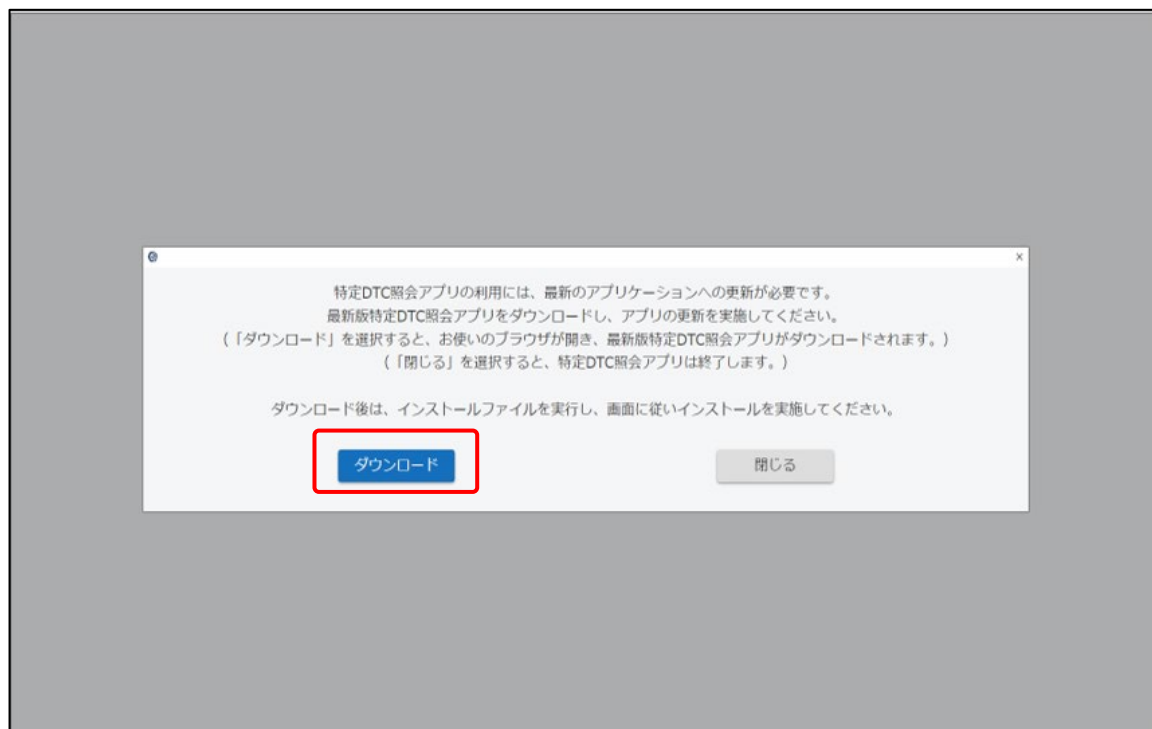 特定DTC照会アプリの利用には、最新のアプリケーションへの更新が必要です。
最新版特定DTC照会アプリをダウンロードし、アプリの更新を実施してください。
(「ダウンロード」を選択すると、お使いのブラウザが開き、最新版特定DTC照会アプリがダウンロードされます。)
(「閉じる」を選択すると、特定DTC照会アプリは終了します。)
ダウンロード後は、インストールファイルを実行し、画面に従いインストールを実施してください。
ダウンロード
閉じる